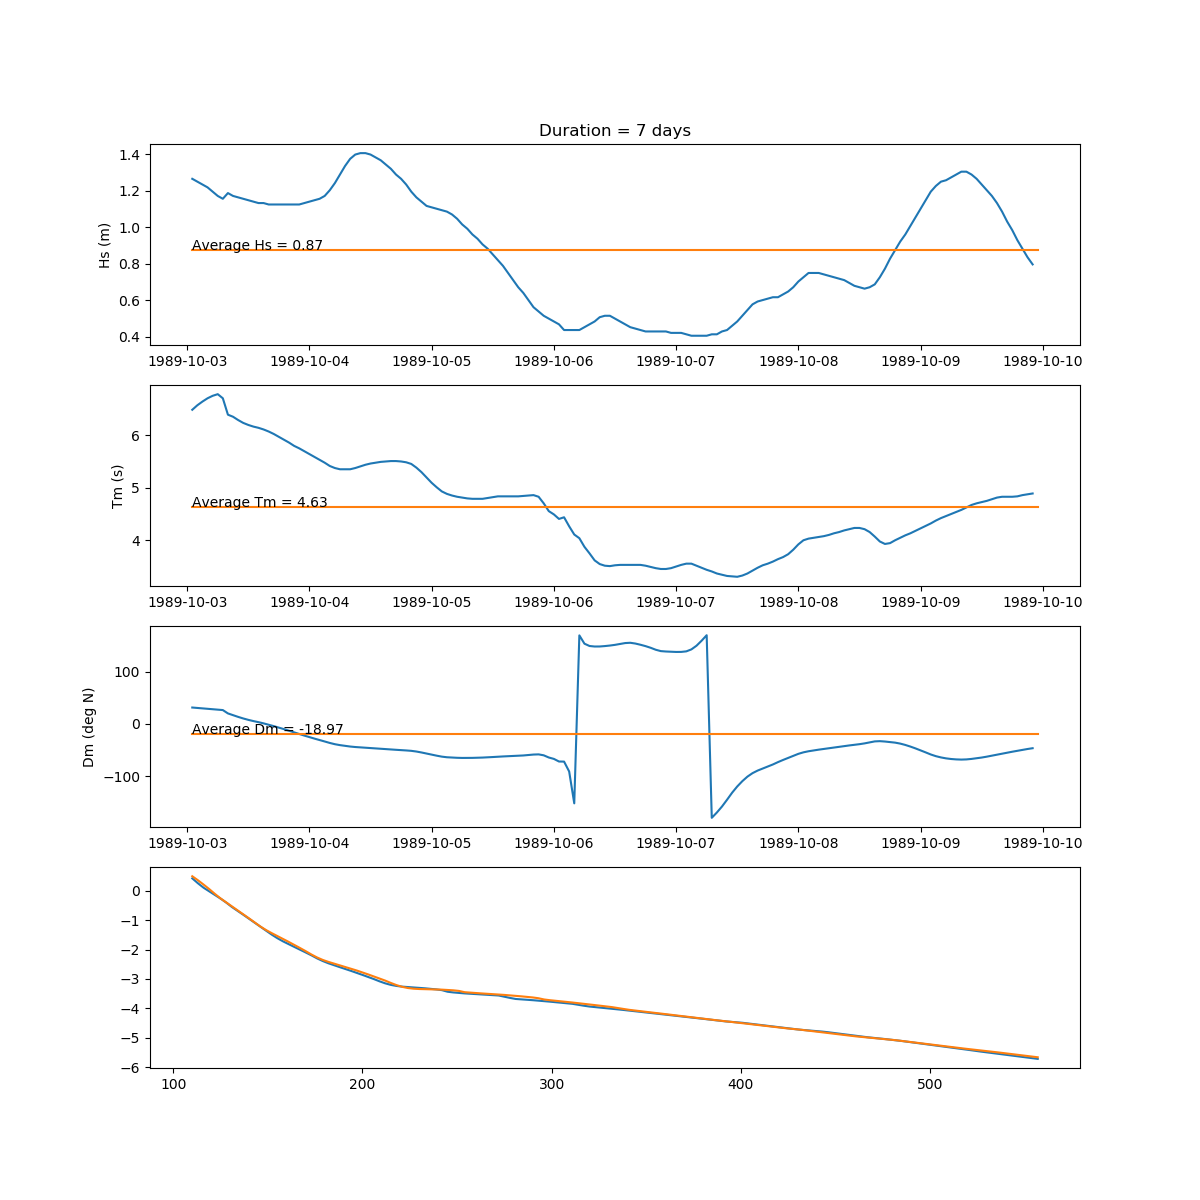 Duration = 7 days
1.4
1.2
1.0
0.8
0.6
0.4
Hs (m)
Average Hs = 0.87
1989-10-03 1989-10-04 1989-10-05 1989-10-06 1989-10-07 1989-10-08 1989-10-09 1989-10-10
6
5
4
Tm (s)
Average Tm = 4.63
1989-10-03 1989-10-04 1989-10-05 1989-10-06 1989-10-07 1989-10-08 1989-10-09 1989-10-10
100
0
−100
Dm (deg N)
Average Dm = -18.97
1989-10-03 1989-10-04 1989-10-05 1989-10-06 1989-10-07 1989-10-08 1989-10-09 1989-10-10
0
−1
−2
−3
−4
−5
−6
100 200 300 400 500